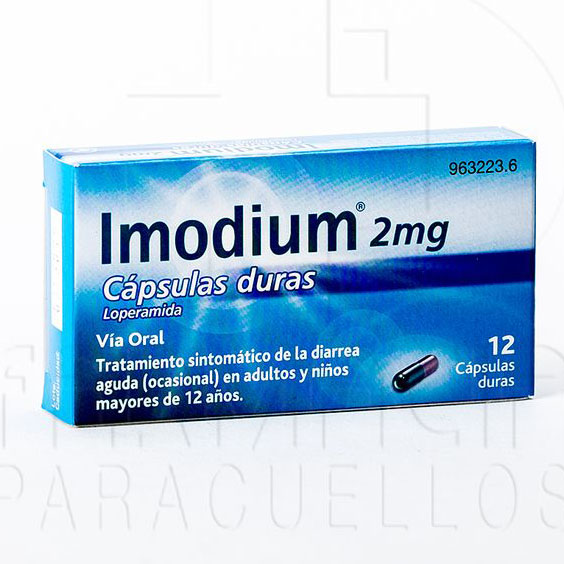 963223.6
Imodium® 2mg
Cápsulas duras
Loperamida
Vía Oral
Tratamiento sintomático de la diarrea
aguda (ocasional) en adultos y niños
mayores de 12 años.
12
Cápsulas
duras
PARACUELLOS